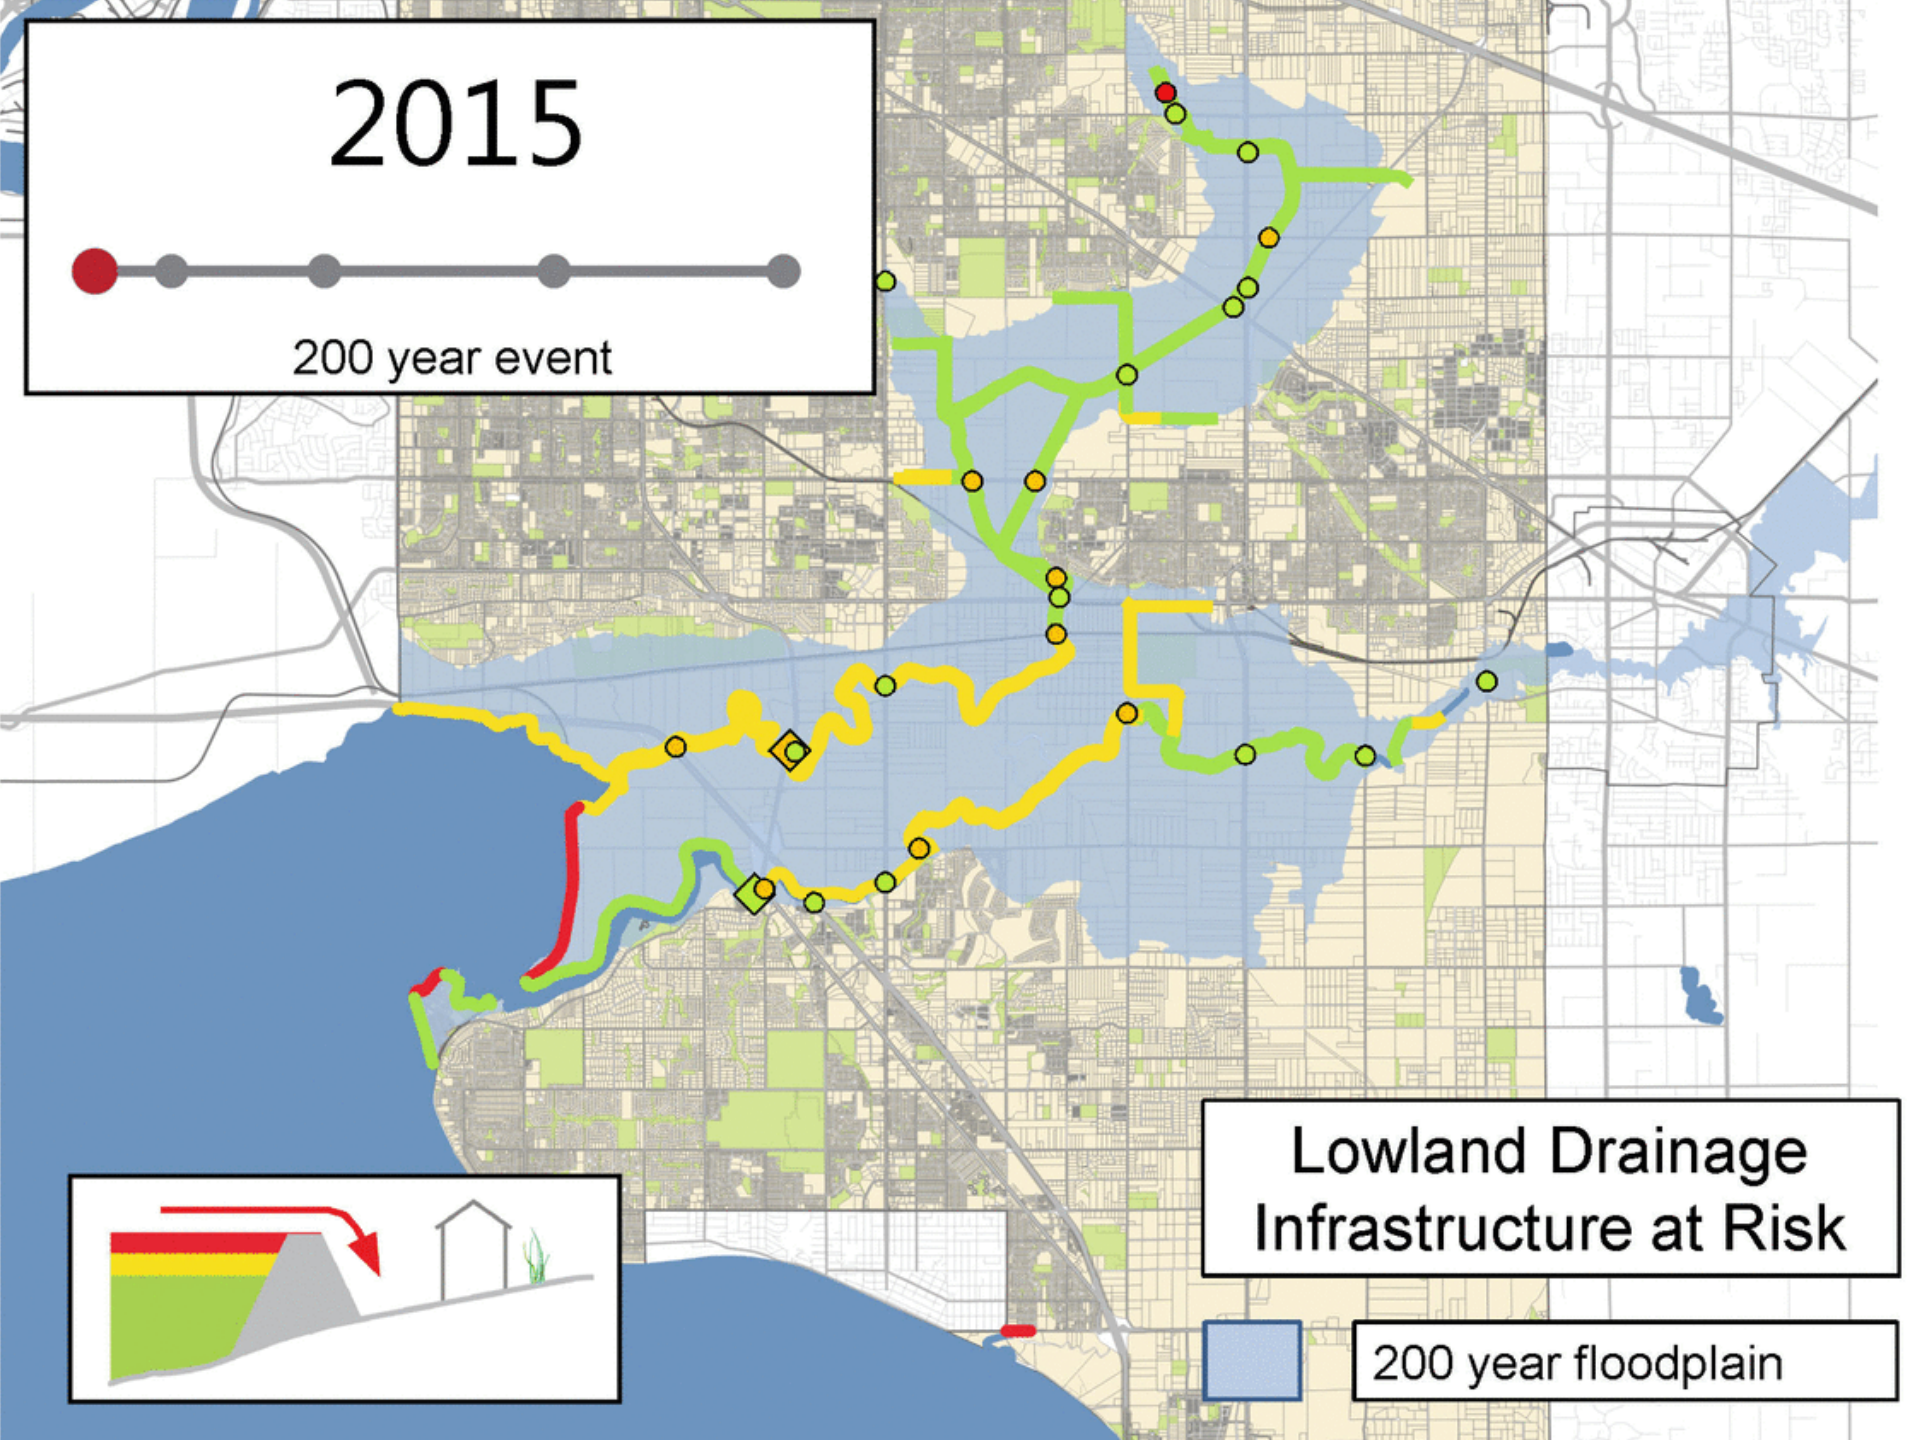 2015
200 year event
Lowland Drainage
Infrastructure at Risk
200 year floodplain